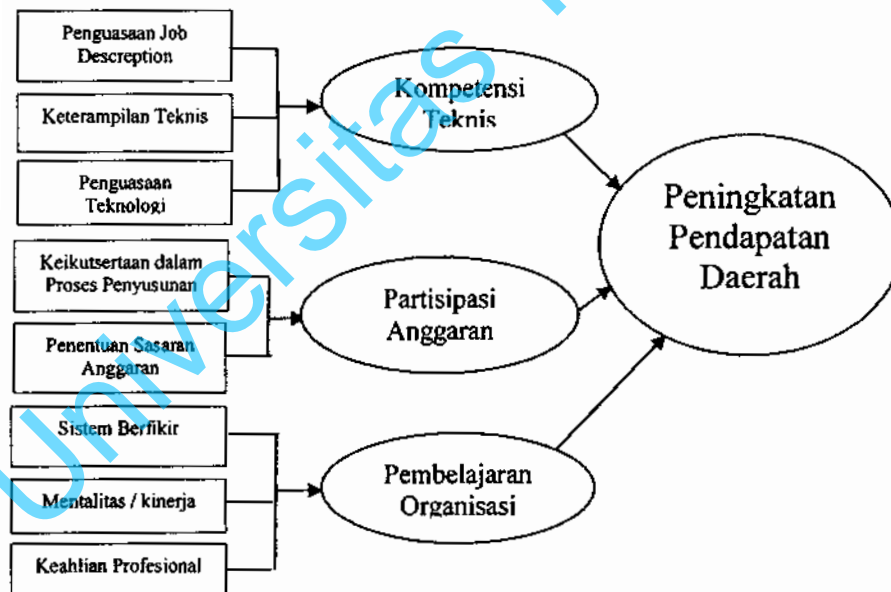 Penguasaan Job
Descreption
Keterampilan Teknis
Penguasaan
Teknologi
Kompetensi
Teknis
Keikutsertaan dalam
Proses Penyusunan
Penentuan Sasaran
Anggaran
Partisipasi
Anggaran
Sistem Berfikir
Mentalitas / kinerja
Keahlian Profesional
Pembelajaran
Organisasi
Peningkatan
Pendapatan
Daerah
Universitas